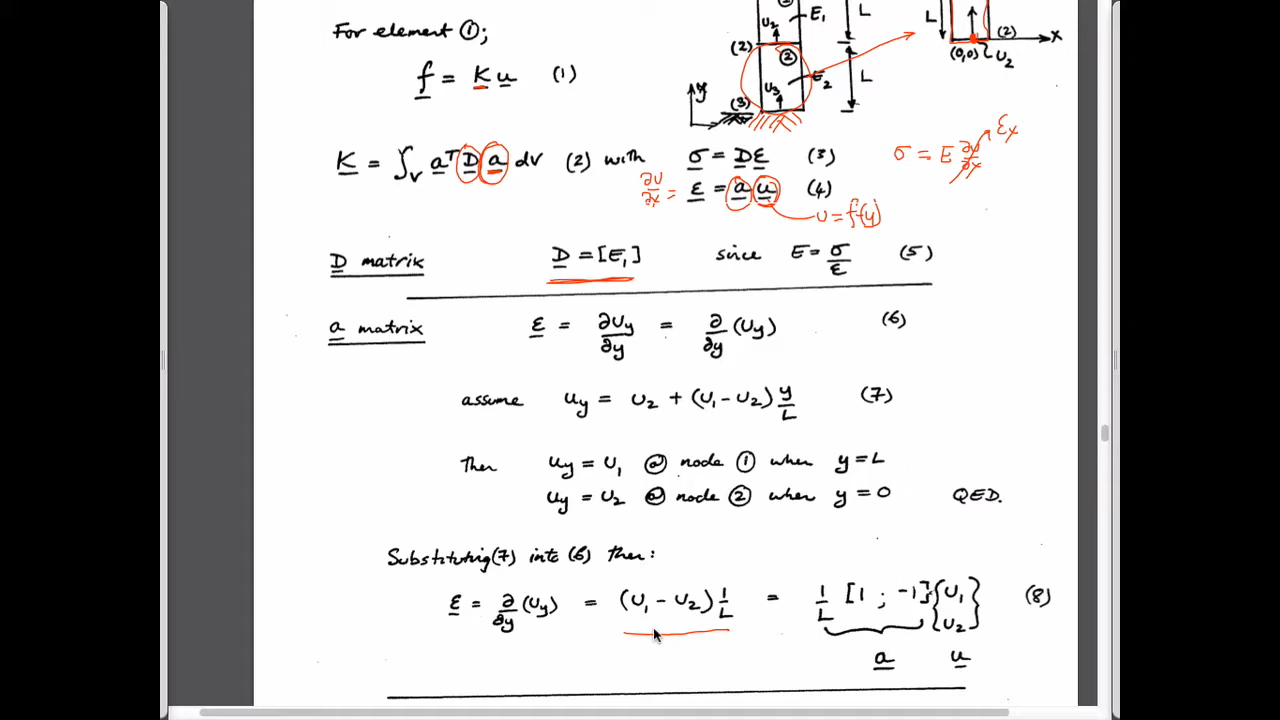 For element ①;
f = K u (1)
U₂ E₁ L
(2) ②
U₃ E₂ L
y (3)
L (2) x
(0,0) U₂
K = ∫ᵥ aᵀ D a dv (2) with σ = D ε (3)
σ = E ∂u/∂x εₓ
∂u/∂x = ε = a u (4)
u = f(y)
D matrix D = [E₁] since E = σ/ε (5)
a matrix ε = ∂Uy/∂y = ∂/∂y (Uy) (6)
assume uy = U₂ + (U₁ - U₂) y/L (7)
Then uy = U₁ @ node ① when y = L
uy = U₂ @ node ② when y = 0 QED.
Substituting (7) into (6) then:
ε = ∂/∂y (Uy) = (U₁ - U₂) 1/L = 1/L [1 ; -1] {U₁ U₂} (8)
a u